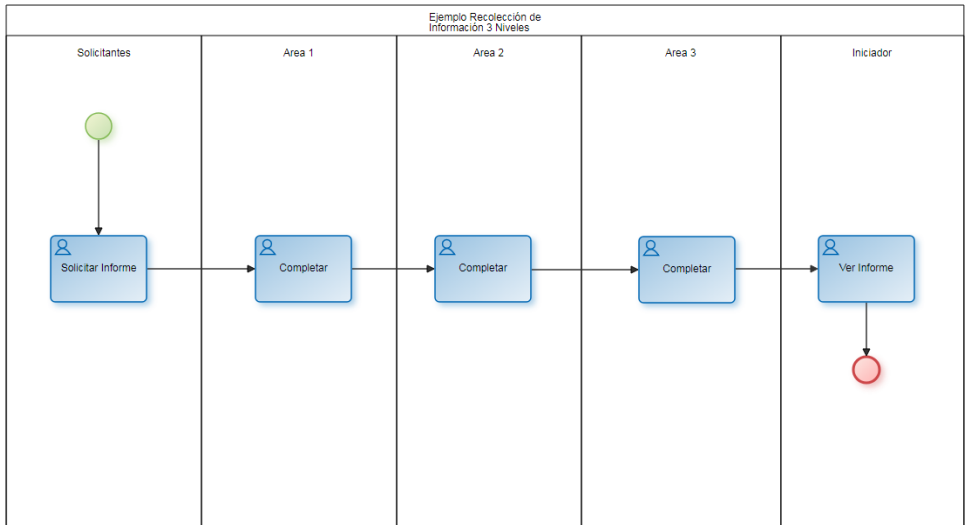 Ejemplo Recolección de
Información 3 Niveles
Solicitantes
Area 1
Area 2
Area 3
Iniciador
Solicitar Informe
Completar
Completar
Completar
Ver Informe